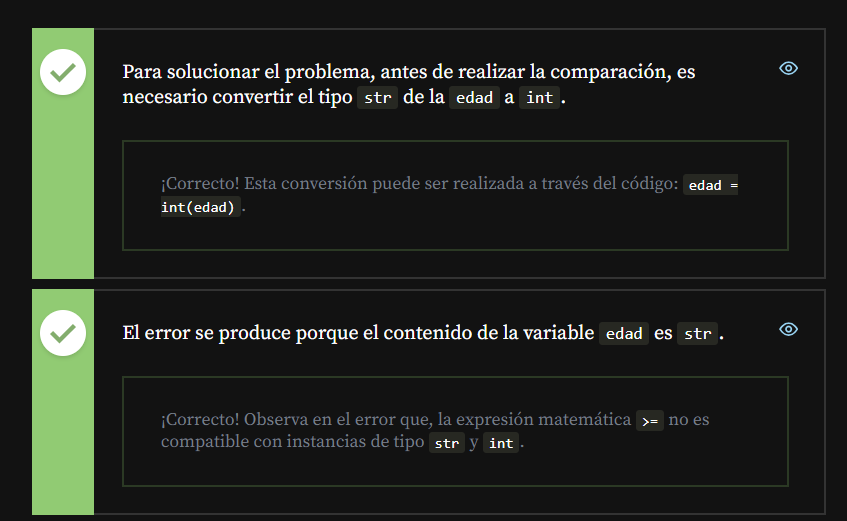 Para solucionar el problema, antes de realizar la comparación, es
necesario convertir el tipo str de la edad a int.
¡Correcto! Esta conversión puede ser realizada a través del código: edad =
int(edad).
El error se produce porque el contenido de la variable edad es str.
¡Correcto! Observa en el error que, la expresión matemática >= no es
compatible con instancias de tipo str y int.